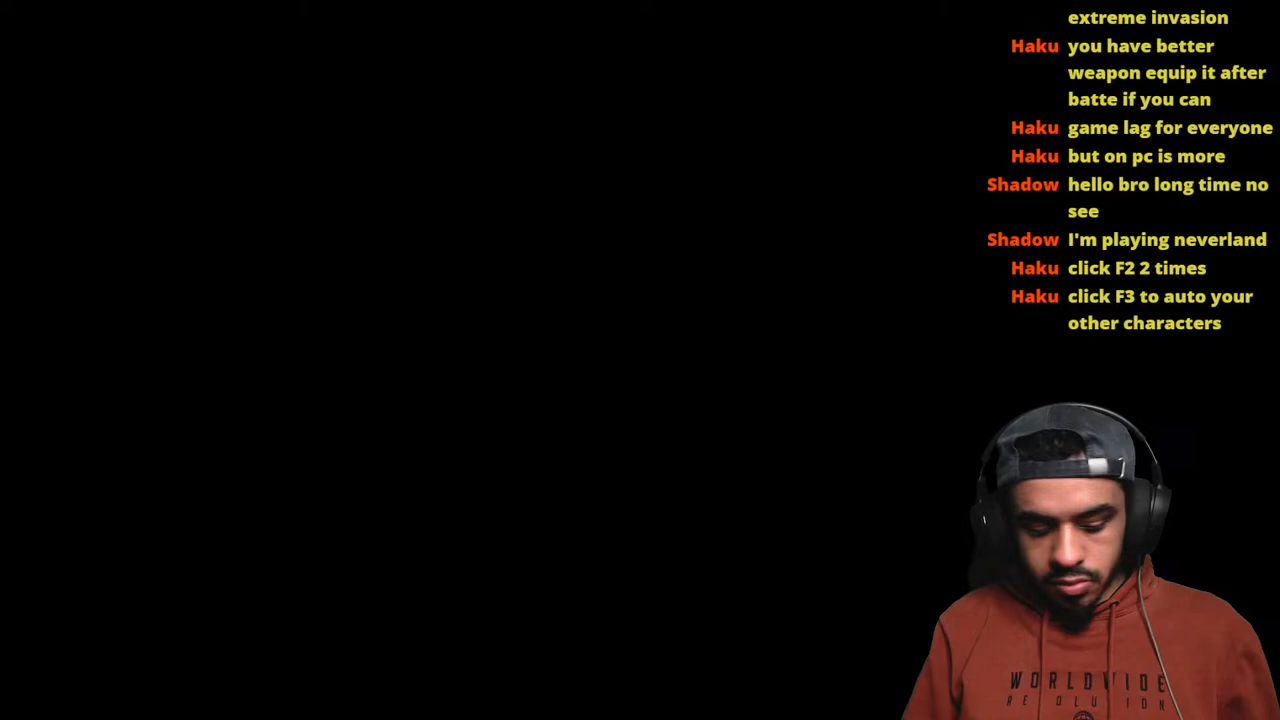 extreme invasion
Haku you have better
weapon equip it after
batte if you can
Haku game lag for everyone
Haku but on pc is more
Shadow hello bro long time no
see
Shadow I'm playing neverland
Haku click F2 2 times
Haku click F3 to auto your
other characters
WORLDWIDE
REVOLUTION